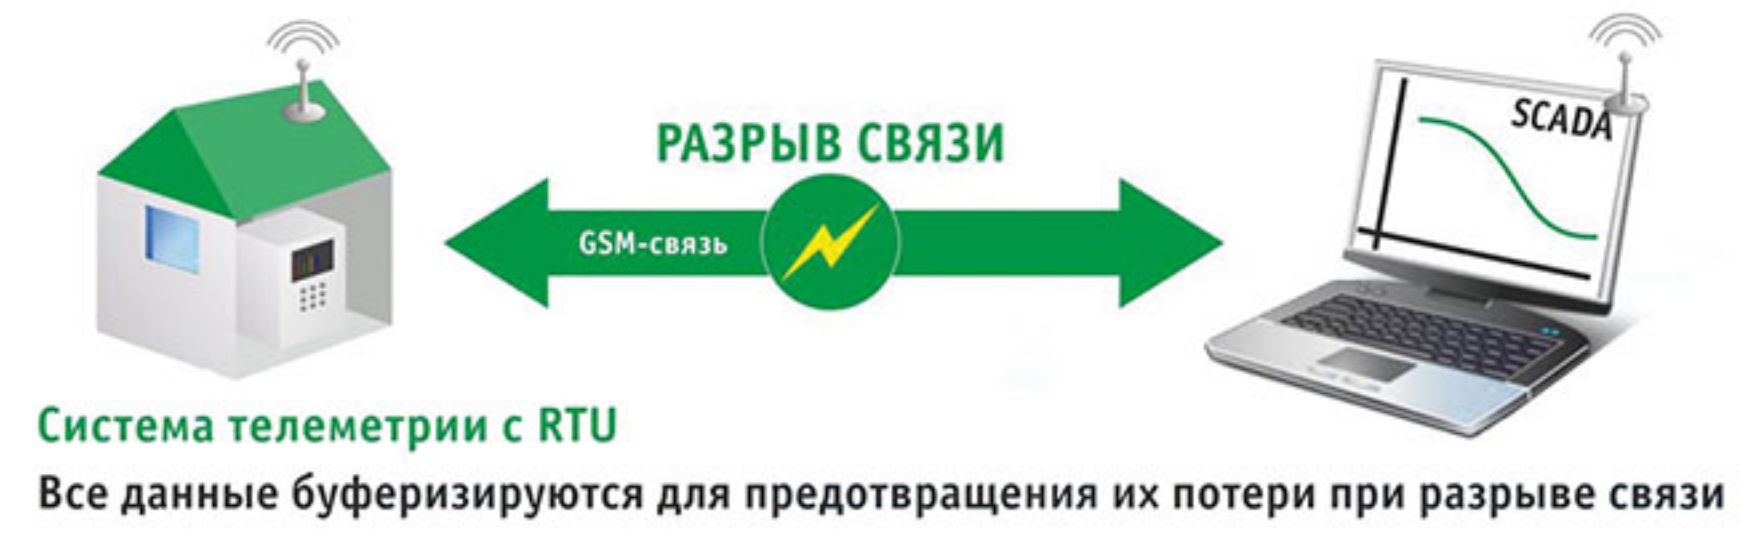 РАЗРЫВ СВЯЗИ
SCADA
GSM-связь
Система телеметрии с RTU
Все данные буферизируются для предотвращения их потери при разрыве связи